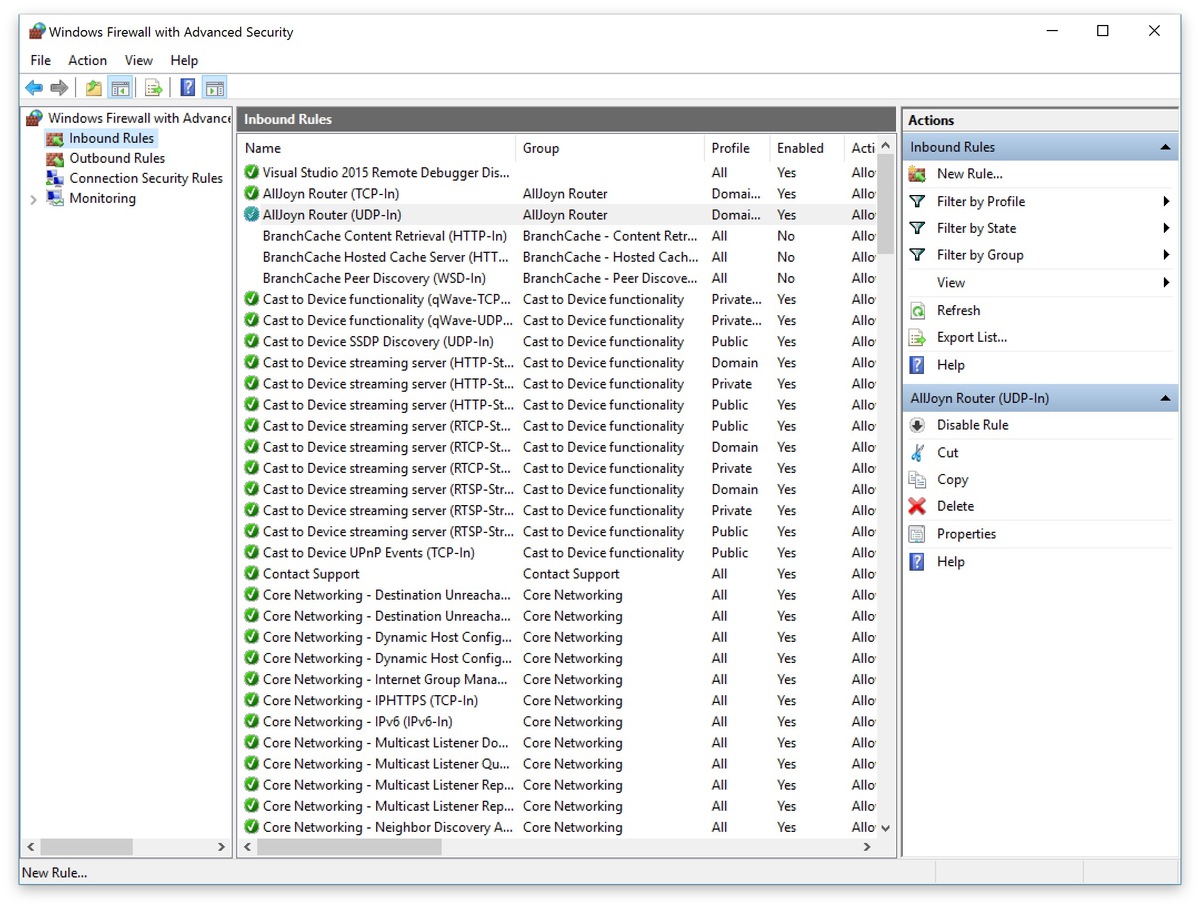 Windows Firewall with Advanced Security
File Action View Help
Windows Firewall with Advance
Inbound Rules
Outbound Rules
Connection Security Rules
Monitoring
Inbound Rules
Name Group Profile Enabled Acti
Visual Studio 2015 Remote Debugger Dis... All Yes Allo
AllJoyn Router (TCP-In) AllJoyn Router Domai... Yes Allo
AllJoyn Router (UDP-In) AllJoyn Router Domai... Yes Allo
BranchCache Content Retrieval (HTTP-In) BranchCache - Content Retr... All No Allo
BranchCache Hosted Cache Server (HTT... BranchCache - Hosted Cach... All No Allo
BranchCache Peer Discovery (WSD-In) BranchCache - Peer Discove... All No Allo
Cast to Device functionality (qWave-TCP... Cast to Device functionality Private... Yes Allo
Cast to Device functionality (qWave-UDP... Cast to Device functionality Private... Yes Allo
Cast to Device SSDP Discovery (UDP-In) Cast to Device functionality Public Yes Allo
Cast to Device streaming server (HTTP-St... Cast to Device functionality Domain Yes Allo
Cast to Device streaming server (HTTP-St... Cast to Device functionality Private Yes Allo
Cast to Device streaming server (HTTP-St... Cast to Device functionality Public Yes Allo
Cast to Device streaming server (RTCP-St... Cast to Device functionality Public Yes Allo
Cast to Device streaming server (RTCP-St... Cast to Device functionality Domain Yes Allo
Cast to Device streaming server (RTCP-St... Cast to Device functionality Private Yes Allo
Cast to Device streaming server (RTSP-Str... Cast to Device functionality Domain Yes Allo
Cast to Device streaming server (RTSP-Str... Cast to Device functionality Private Yes Allo
Cast to Device streaming server (RTSP-Str... Cast to Device functionality Public Yes Allo
Cast to Device UPnP Events (TCP-In) Cast to Device functionality Public Yes Allo
Contact Support Contact Support All Yes Allo
Core Networking - Destination Unreacha... Core Networking All Yes Allo
Core Networking - Destination Unreacha... Core Networking All Yes Allo
Core Networking - Dynamic Host Config... Core Networking All Yes Allo
Core Networking - Dynamic Host Config... Core Networking All Yes Allo
Core Networking - Internet Group Mana... Core Networking All Yes Allo
Core Networking - IPHTTPS (TCP-In) Core Networking All Yes Allo
Core Networking - IPv6 (IPv6-In) Core Networking All Yes Allo
Core Networking - Multicast Listener Do... Core Networking All Yes Allo
Core Networking - Multicast Listener Qu... Core Networking All Yes Allo
Core Networking - Multicast Listener Rep... Core Networking All Yes Allo
Core Networking - Multicast Listener Rep... Core Networking All Yes Allo
Core Networking - Neighbor Discovery A... Core Networking All Yes Allo
Actions
Inbound Rules
New Rule...
Filter by Profile
Filter by State
Filter by Group
View
Refresh
Export List...
Help
AllJoyn Router (UDP-In)
Disable Rule
Cut
Copy
Delete
Properties
Help
New Rule...